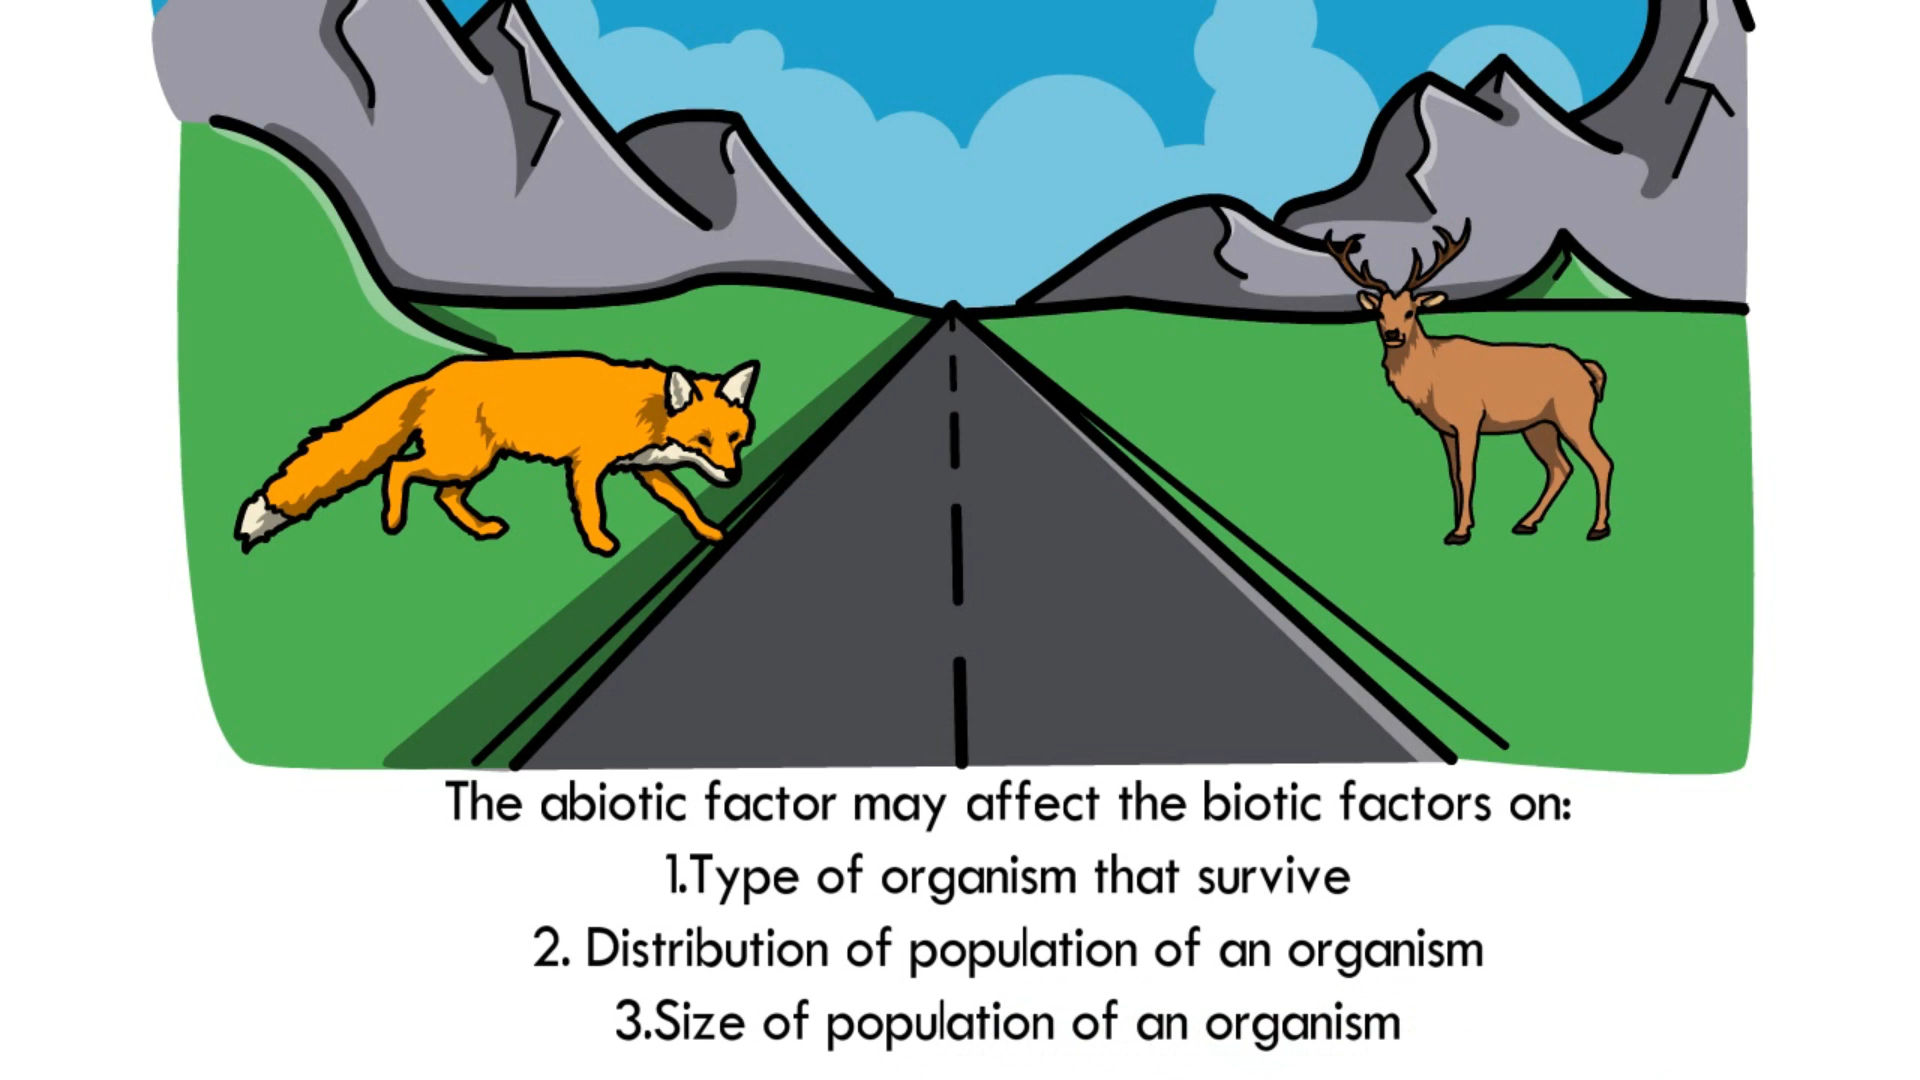 The abiotic factor may affect the biotic factors on:
1.Type of organism that survive
2. Distribution of population of an organism
3.Size of population of an organism